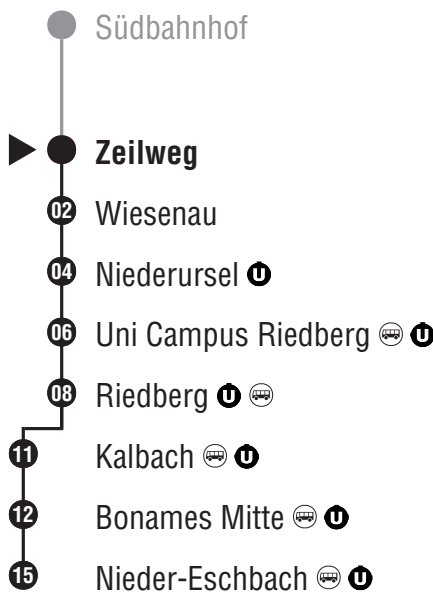 Südbahnhof
Zeilweg
02 Wiesenau
04 Niederursel U
06 Uni Campus Riedberg U
08 Riedberg U
11 Kalbach U
12 Bonames Mitte U
15 Nieder-Eschbach U